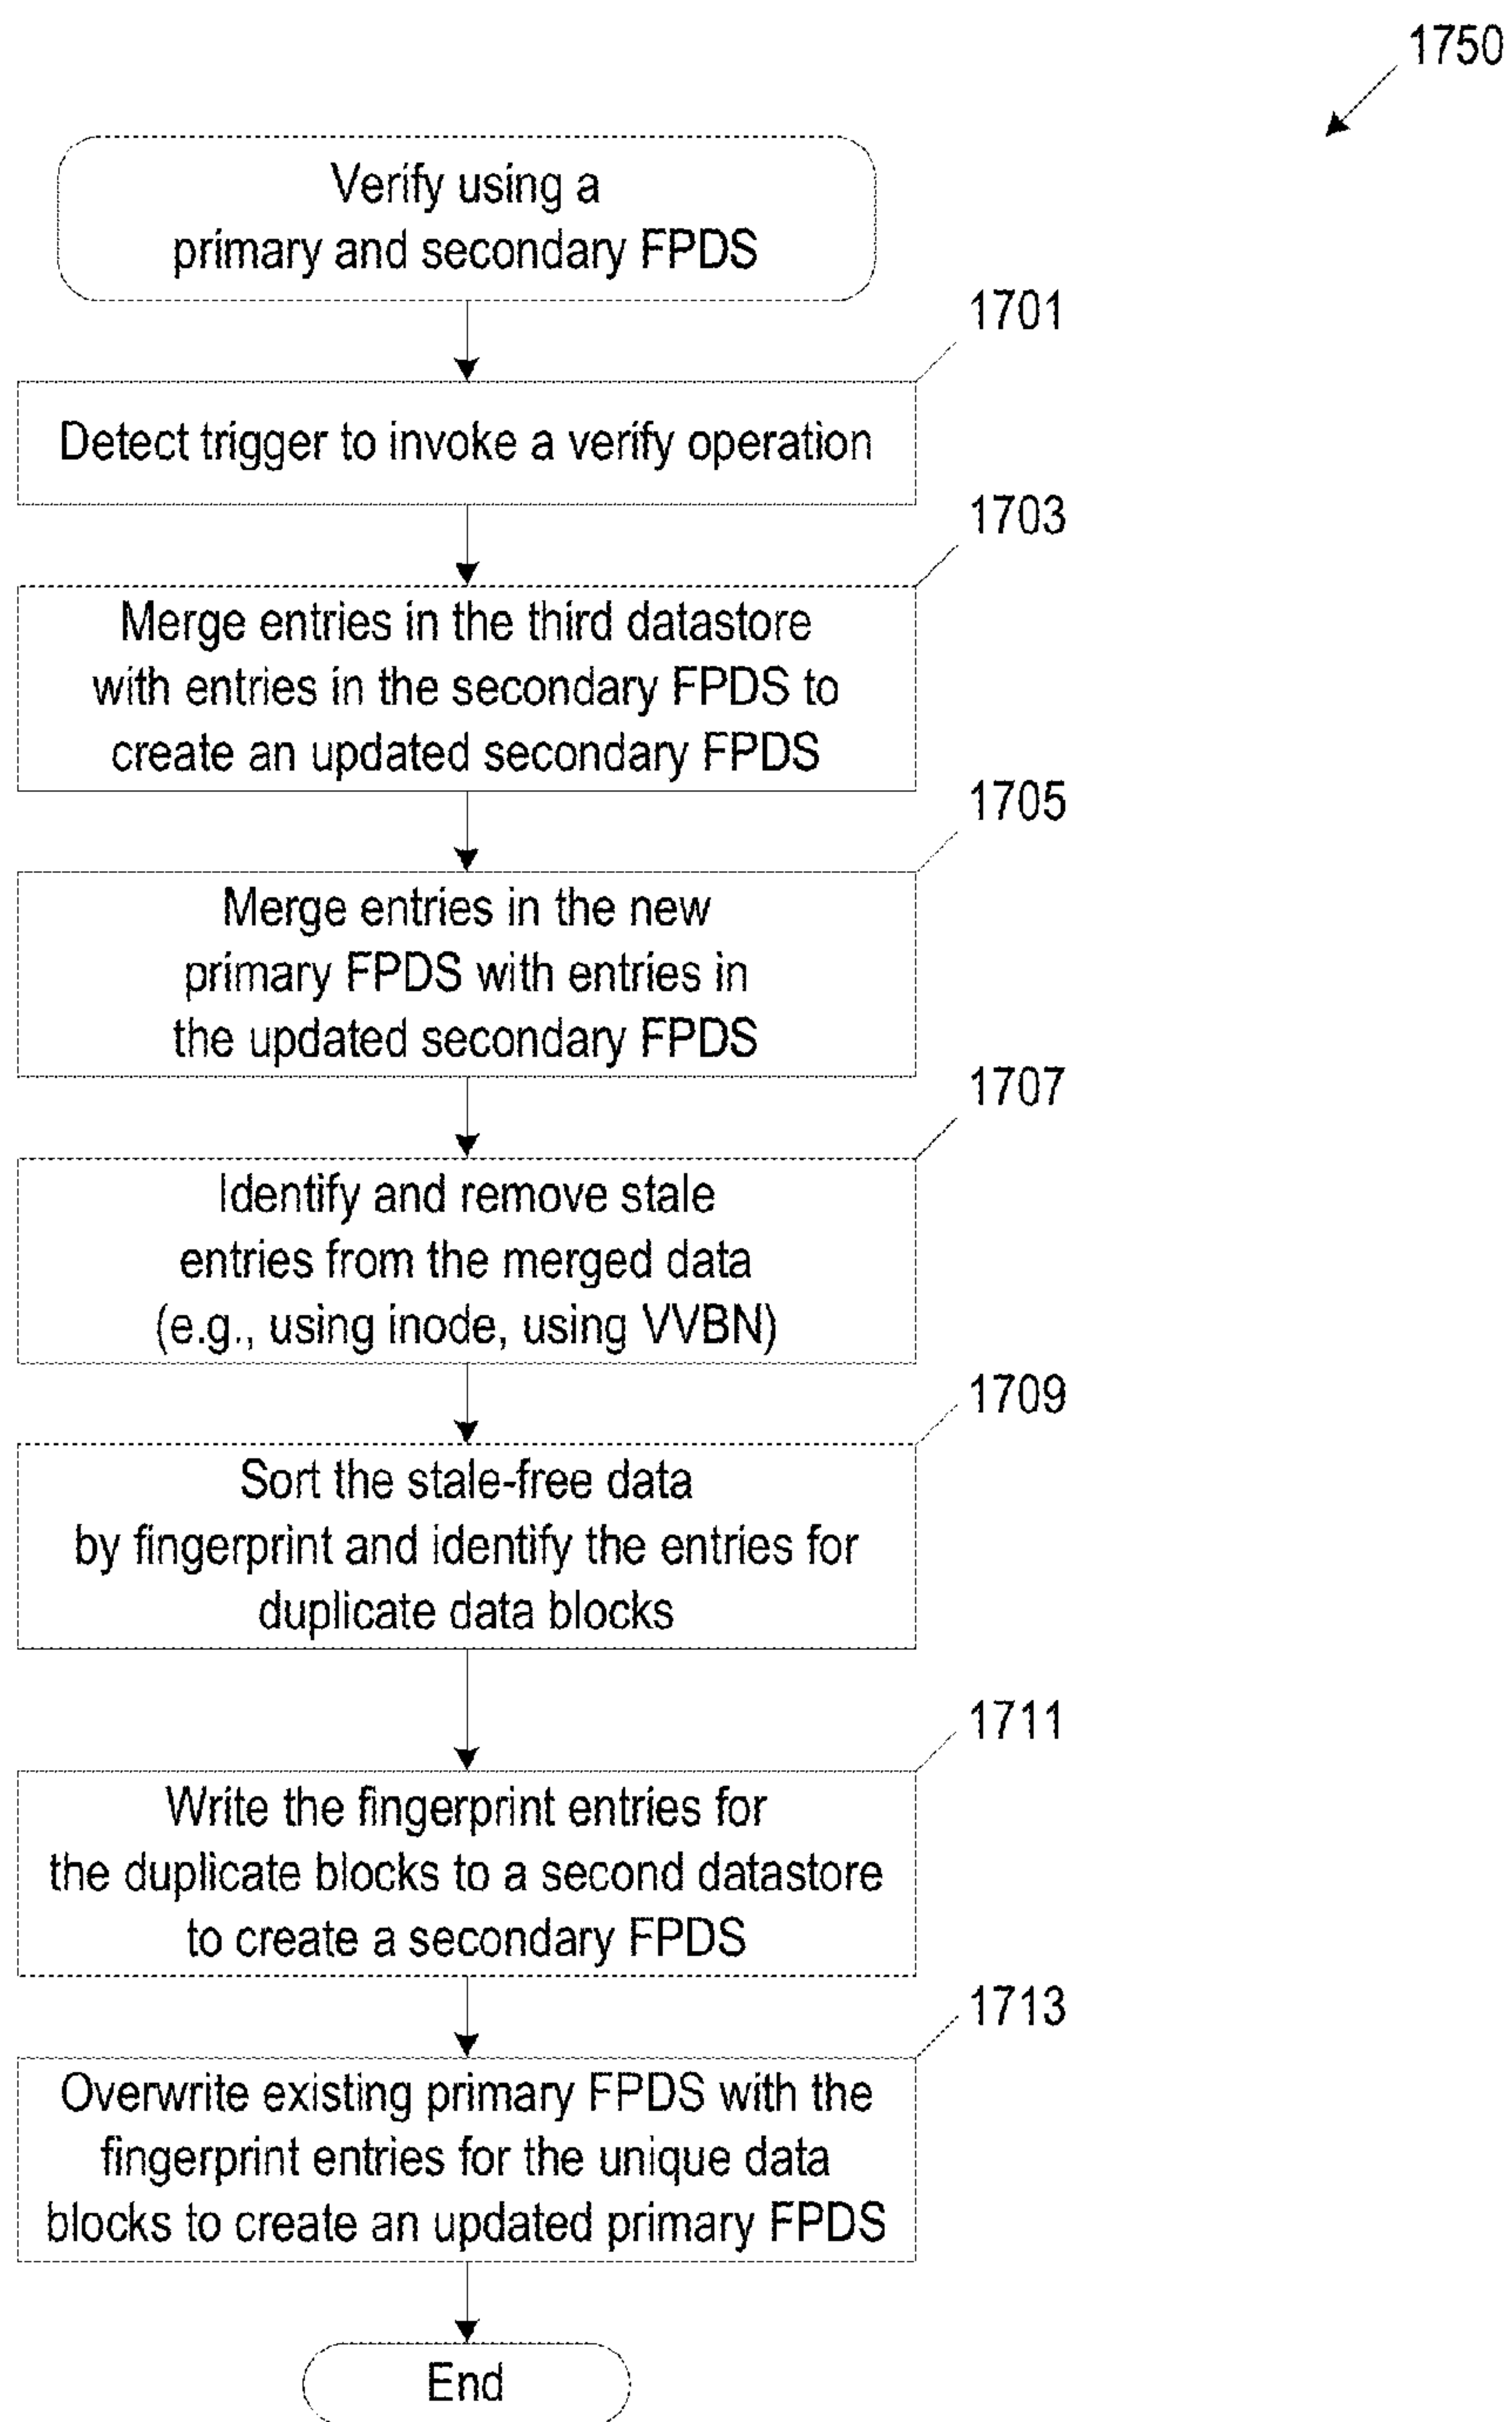 1750
Verify using a
primary and secondary FPDS
1701
Detect trigger to invoke a verify operation
1703
Merge entries in the third datastore
with entries in the secondary FPDS to
create an updated secondary FPDS
1705
Merge entries in the new
primary FPDS with entries in
the updated secondary FPDS
1707
Identify and remove stale
entries from the merged data
(e.g., using inode, using VVBN)
1709
Sort the stale-free data
by fingerprint and identify the entries for
duplicate data blocks
1711
Write the fingerprint entries for
the duplicate blocks to a second datastore
to create a secondary FPDS
1713
Overwrite existing primary FPDS with the
fingerprint entries for the unique data
blocks to create an updated primary FPDS
End